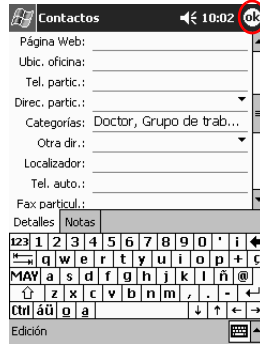 Contactos 10:02 ok
Página Web:
Ubic. oficina:
Tel. partic.:
Direc. partic.:
Categorías: Doctor, Grupo de trab...
Otra dir.:
Localizador:
Tel. auto.:
Fax particul.:
Detalles Notas
123 1 2 3 4 5 6 7 8 9 0 ' ¡
q w e r t y u i o p + ç
MAY a s d f g h j k l ñ @
z x c v b n m , . -
Ctrl áü º ª ↓ ↑ ← →
Edición